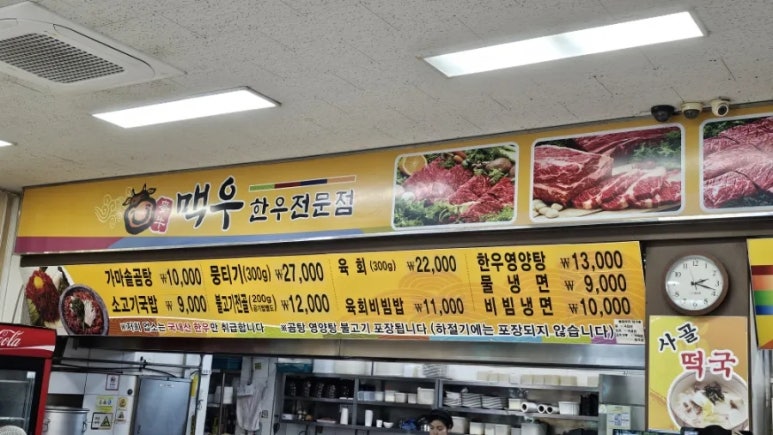 맥우 한우전문점
가마솥곰탕 ₩10,000 뭉티기(300g) ₩27,000 육 회 (300g) ₩22,000 한우영양탕 ₩13,000
물 냉 면 ₩9,000
소고기국밥 ₩9,000 불고기전골(200g) ₩12,000 육회비빔밥 ₩11,000 비 빔 냉 면 ₩10,000
국내산 한우만 취급합니다 ※곰탕 영양탕 불고기 포장됩니다 (하절기에는 포장되지 않습니다)
Coca-Cola
사골
떡국